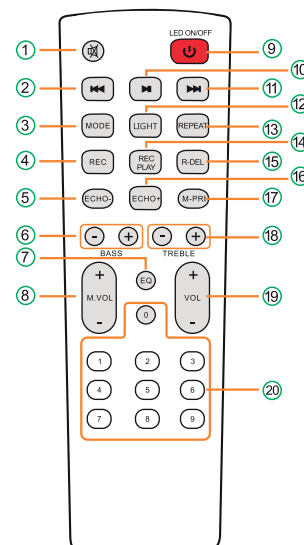 LED ON/OFF
① ⑨
⑩
② ⑪
⑫
③ MODE LIGHT REPEAT
⑬
⑭
④ REC REC PLAY R-DEL
⑮
⑯
⑤ ECHO- ECHO+ M-PRI
⑰
⑥ - + - + ⑱
⑦ BASS TREBLE
⑧ + M.VOL - EQ + VOL - ⑲
0
1 2 3
4 5 6 ⑳
7 8 9